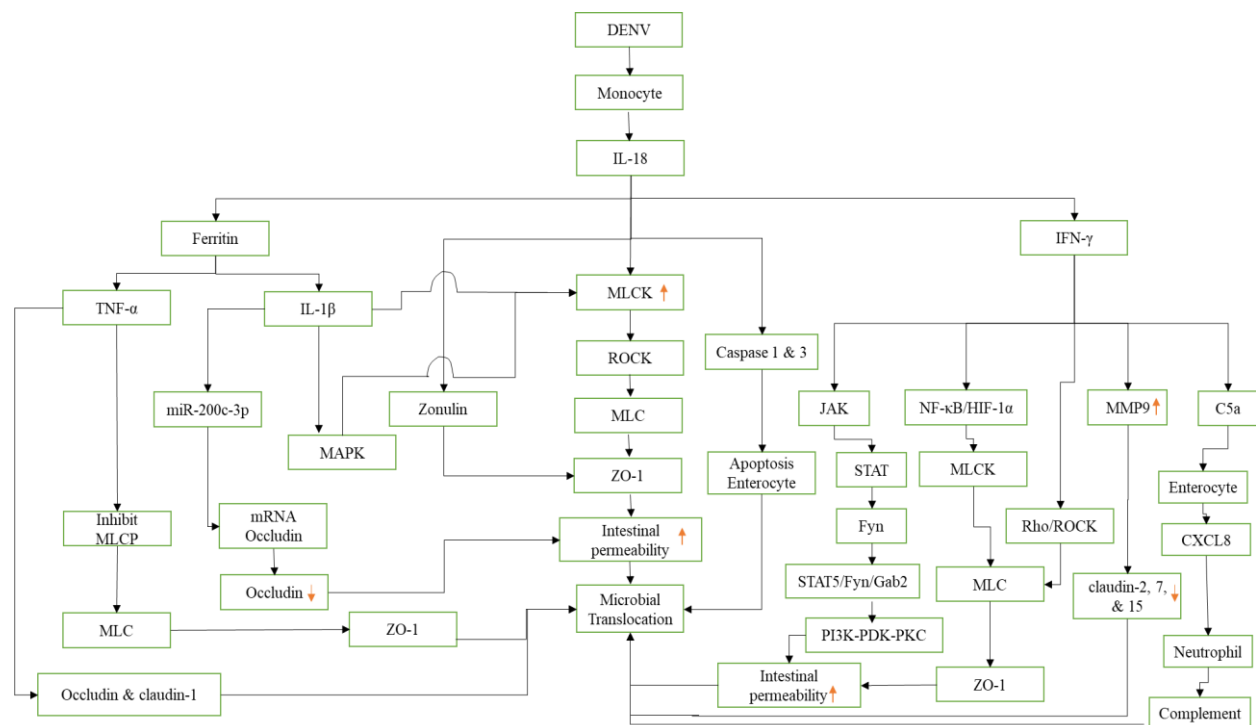 DENV
Monocyte
IL-18
Ferritin
IFN-γ
TNF-α
IL-1β
MLCK
Caspase 1 & 3
ROCK
miR-200c-3p
Zonulin
MLC
JAK
NF-κB/HIF-1α
MMP9
C5a
MAPK
ZO-1
Apoptosis
Enterocyte
STAT
MLCK
Enterocyte
Inhibit
MLCP
mRNA
Occludin
Intestinal
permeability
Fyn
Rho/ROCK
CXCL8
Occludin
Microbial
Translocation
STAT5/Fyn/Gab2
MLC
claudin-2, 7,
& 15
MLC
ZO-1
PI3K-PDK-PKC
Neutrophil
Occludin & claudin-1
Intestinal
permeability
ZO-1
Complement